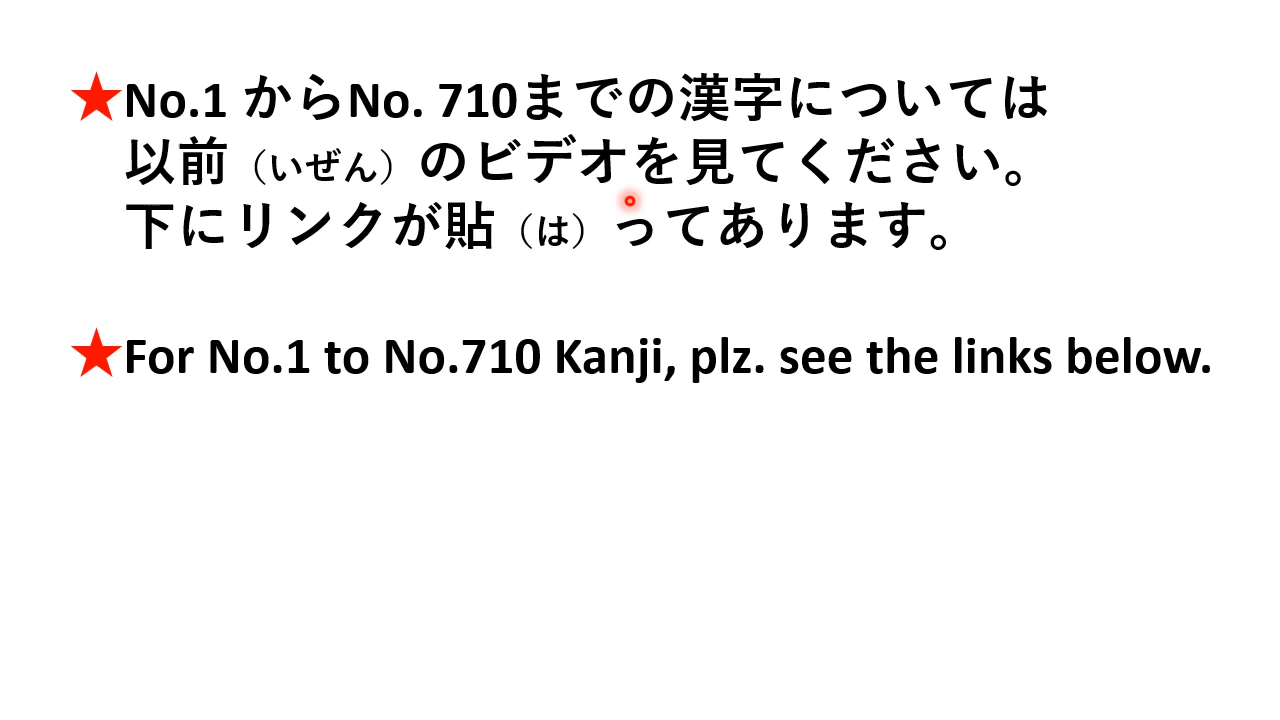 ★No.1 からNo. 710までの漢字については
以前（いぜん）のビデオを見てください。
下にリンクが貼（は）ってあります。
★For No.1 to No.710 Kanji, plz. see the links below.